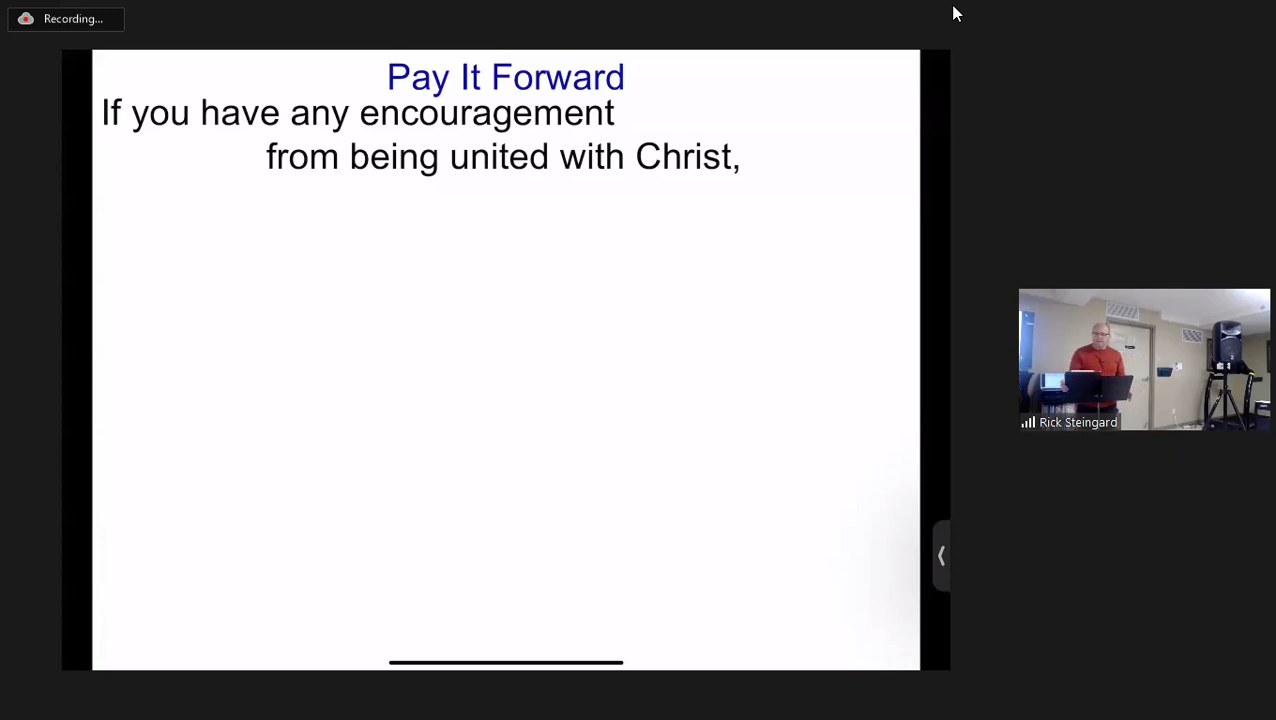 Recording...
Pay It Forward
If you have any encouragement
from being united with Christ,
Rick Steingard